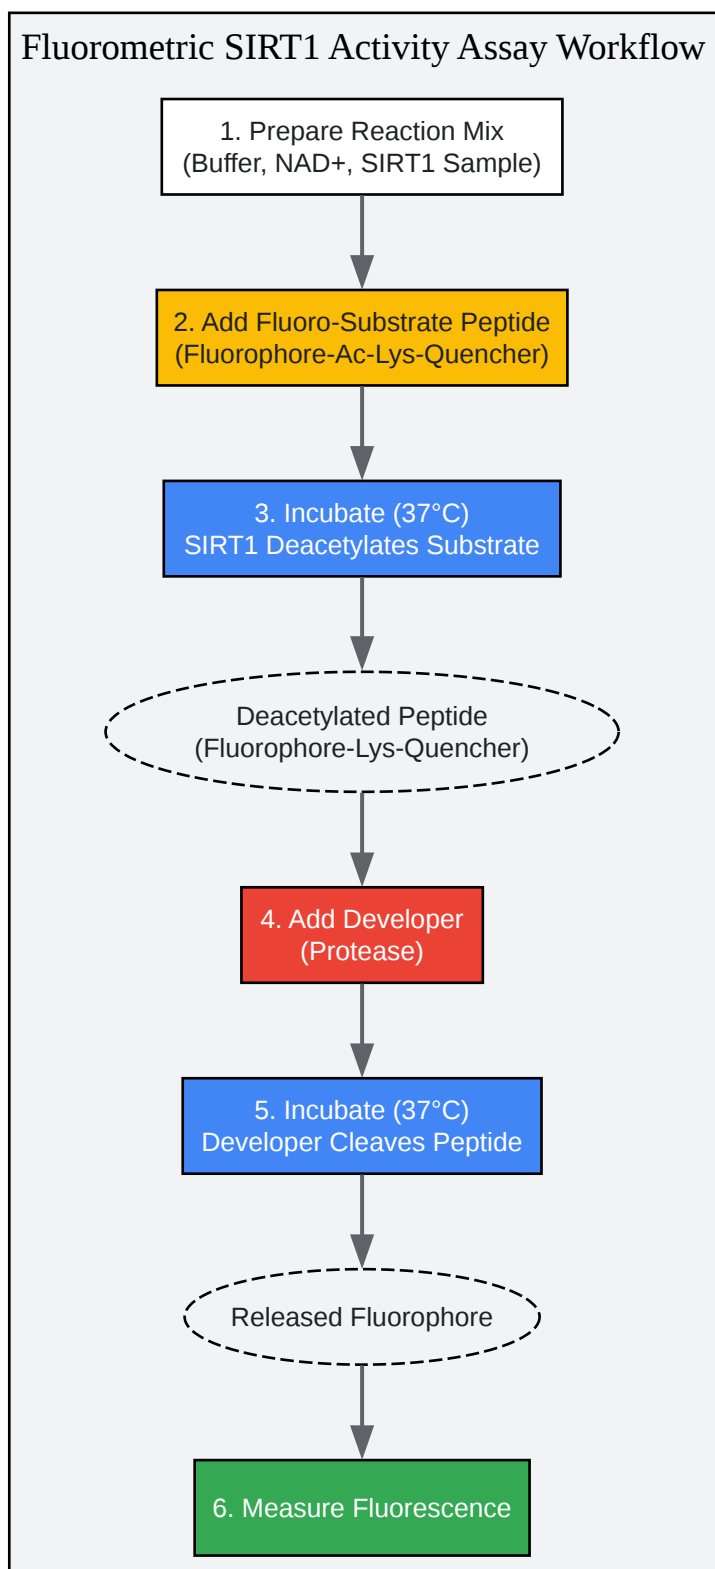 Fluorometric SIRT1 Activity Assay Workflow
1. Prepare Reaction Mix
(Buffer, NAD+, SIRT1 Sample)
2. Add Fluoro-Substrate Peptide
(Fluorophore-Ac-Lys-Quencher)
3. Incubate (37°C)
SIRT1 Deacetylates Substrate
Deacetylated Peptide
(Fluorophore-Lys-Quencher)
4. Add Developer
(Protease)
5. Incubate (37°C)
Developer Cleaves Peptide
Released Fluorophore
6. Measure Fluorescence